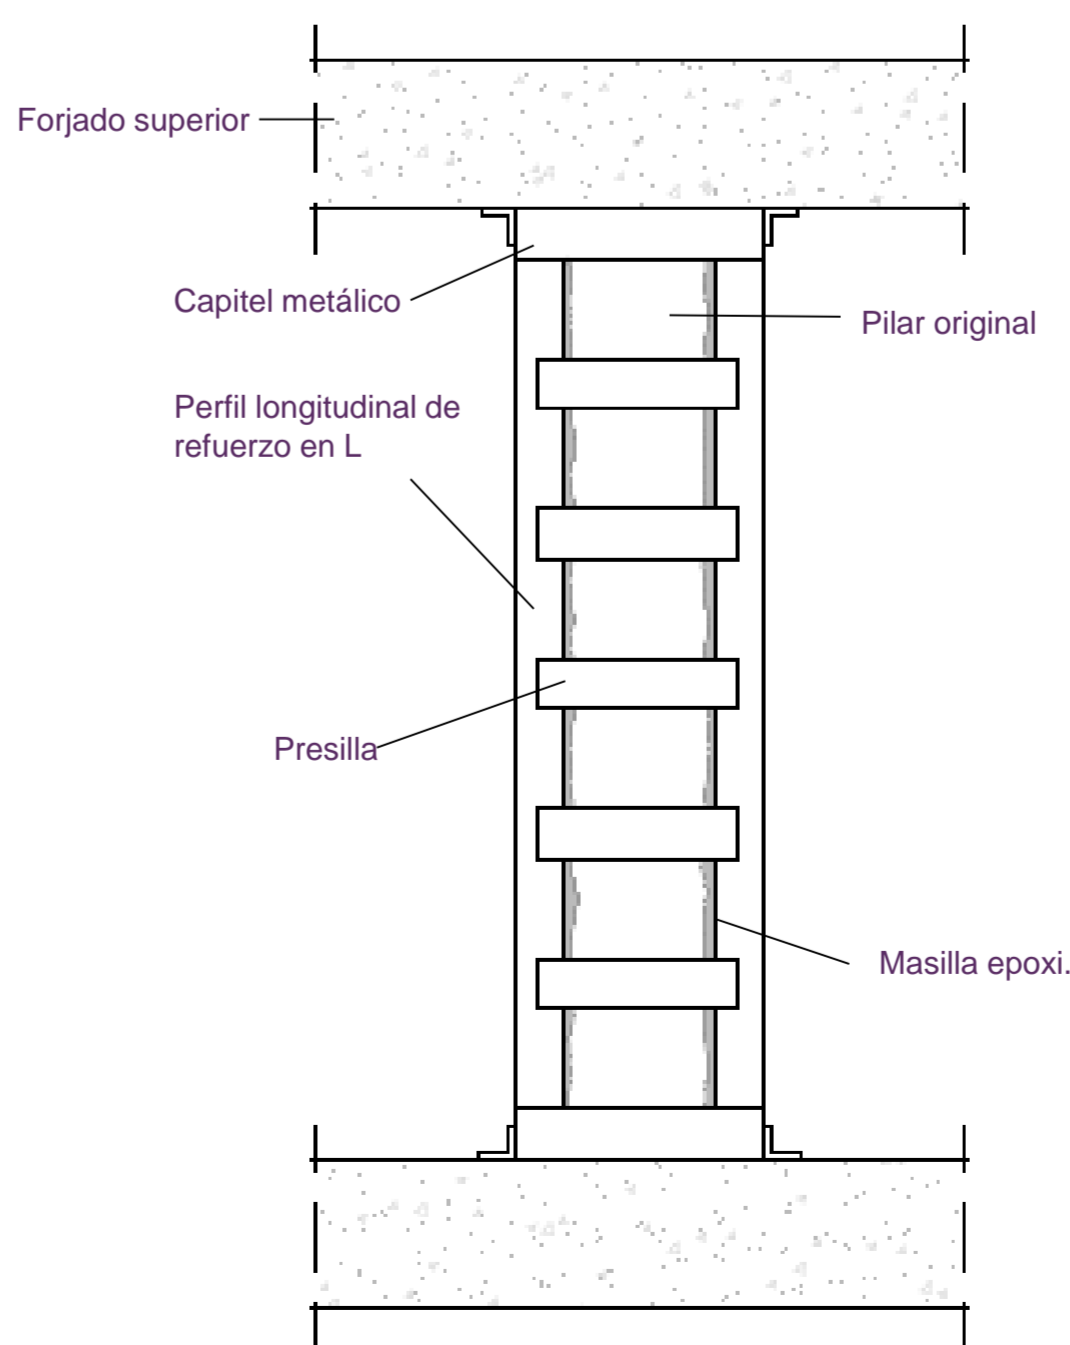 Forjado superior
Capitel metálico
Pilar original
Perfil longitudinal de
refuerzo en L
Presilla
Masilla epoxi.